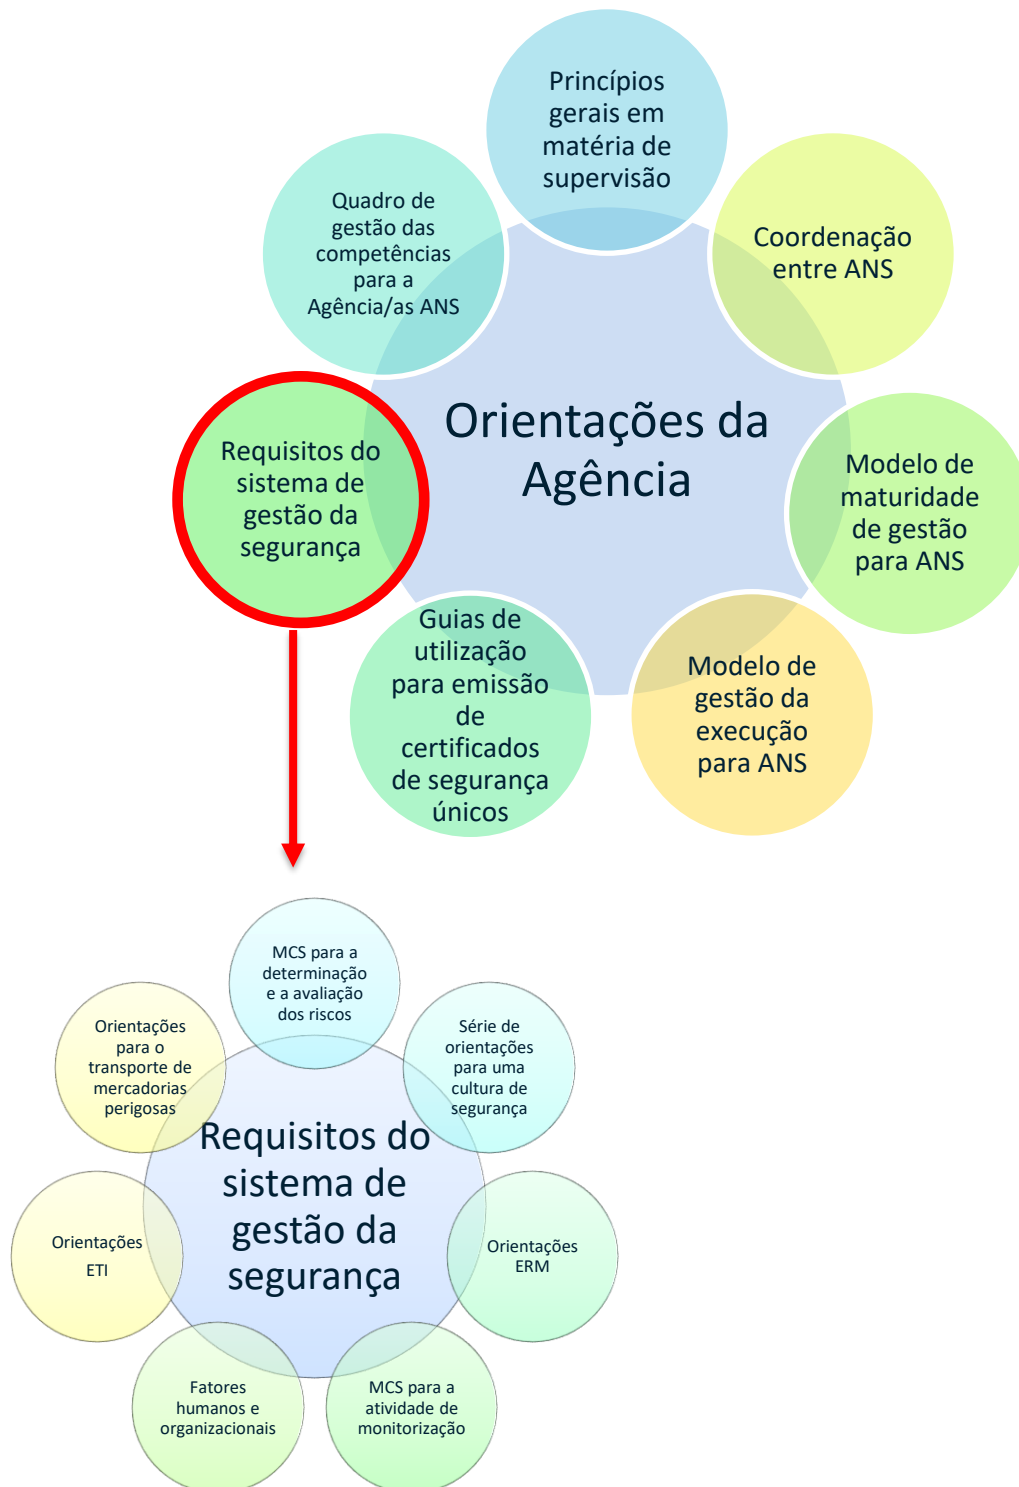 Princípios
gerais em
matéria de
supervisão
Quadro de
gestão das
competências
para a
Agência/as ANS
Coordenação
entre ANS
Orientações da
Agência
Requisitos do
sistema de
gestão da
segurança
Modelo de
maturidade
de gestão
para ANS
Guias de
utilização
para emissão
de
certificados
de segurança
únicos
Modelo de
gestão da
execução
para ANS
MCS para a
determinação
e a avaliação
dos riscos
Orientações
para o
transporte de
mercadorias
perigosas
Série de
orientações
para uma
cultura de
segurança
Requisitos do
sistema de
gestão da
segurança
Orientações
ETI
Orientações
ERM
Fatores
humanos e
organizacionais
MCS para a
atividade de
monitorização